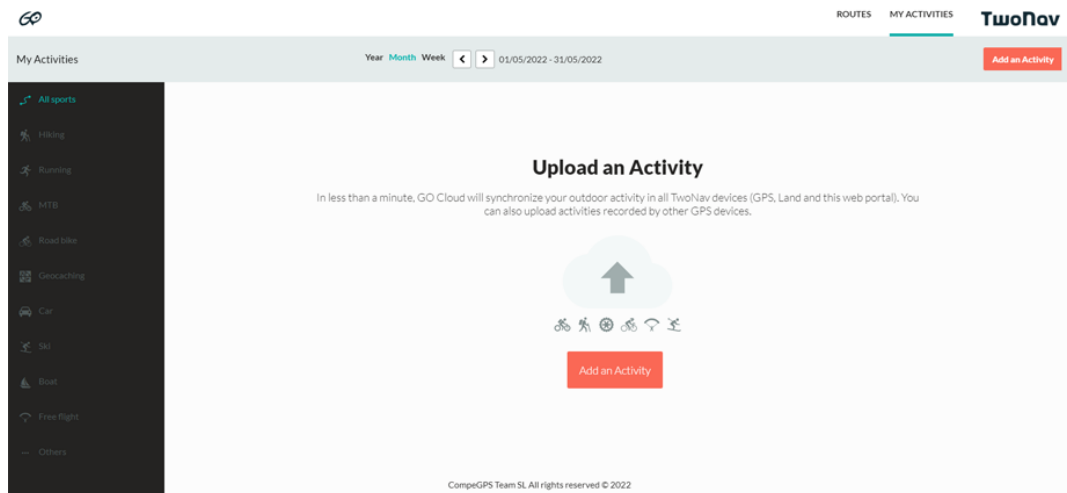 GO
ROUTES MY ACTIVITIES TwoNav
My Activities Year Month Week 01/05/2022 - 31/05/2022 Add an Activity
All sports
Hiking
Running
MTB
Road bike
Geocaching
Car
Ski
Boat
Free flight
Others
Upload an Activity
In less than a minute, GO Cloud will synchronize your outdoor activity in all TwoNav devices (GPS, Land and this web portal). You
can also upload activities recorded by other GPS devices.
Add an Activity
CompeGPS Team SL All rights reserved © 2022